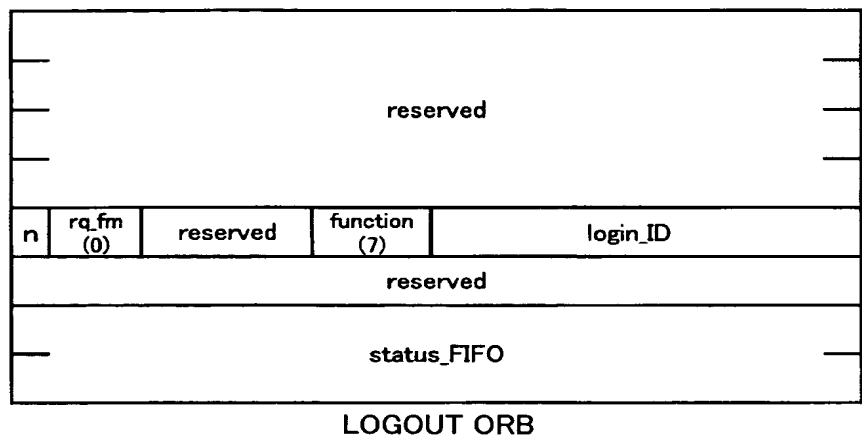 reserved
n rq_fm (0) reserved function (7) login_ID
reserved
status_FIFO
LOGOUT ORB